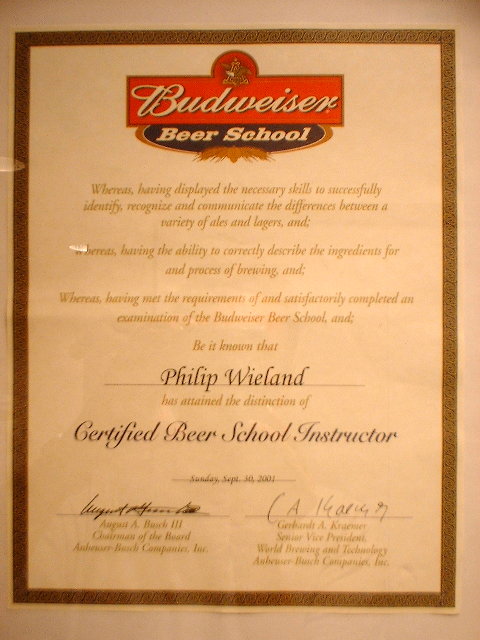 Budweiser
Beer School
Whereas, having displayed the necessary skills to successfully
identify, recognize and communicate the differences between a
variety of ales and lagers, and;
Whereas, having the ability to correctly describe the ingredients for
and process of brewing, and;
Whereas, having met the requirements of and satisfactorily completed an
examination of the Budweiser Beer School, and;
Be it known that
Philip Wieland
has attained the distinction of
Certified Beer School Instructor
Sunday, Sept. 30, 2001
August A. Busch III
Chairman of the Board
Anheuser-Busch Companies, Inc.
Gerhardt A. Kraemer
Senior Vice President,
World Brewing and Technology
Anheuser-Busch Companies, Inc.